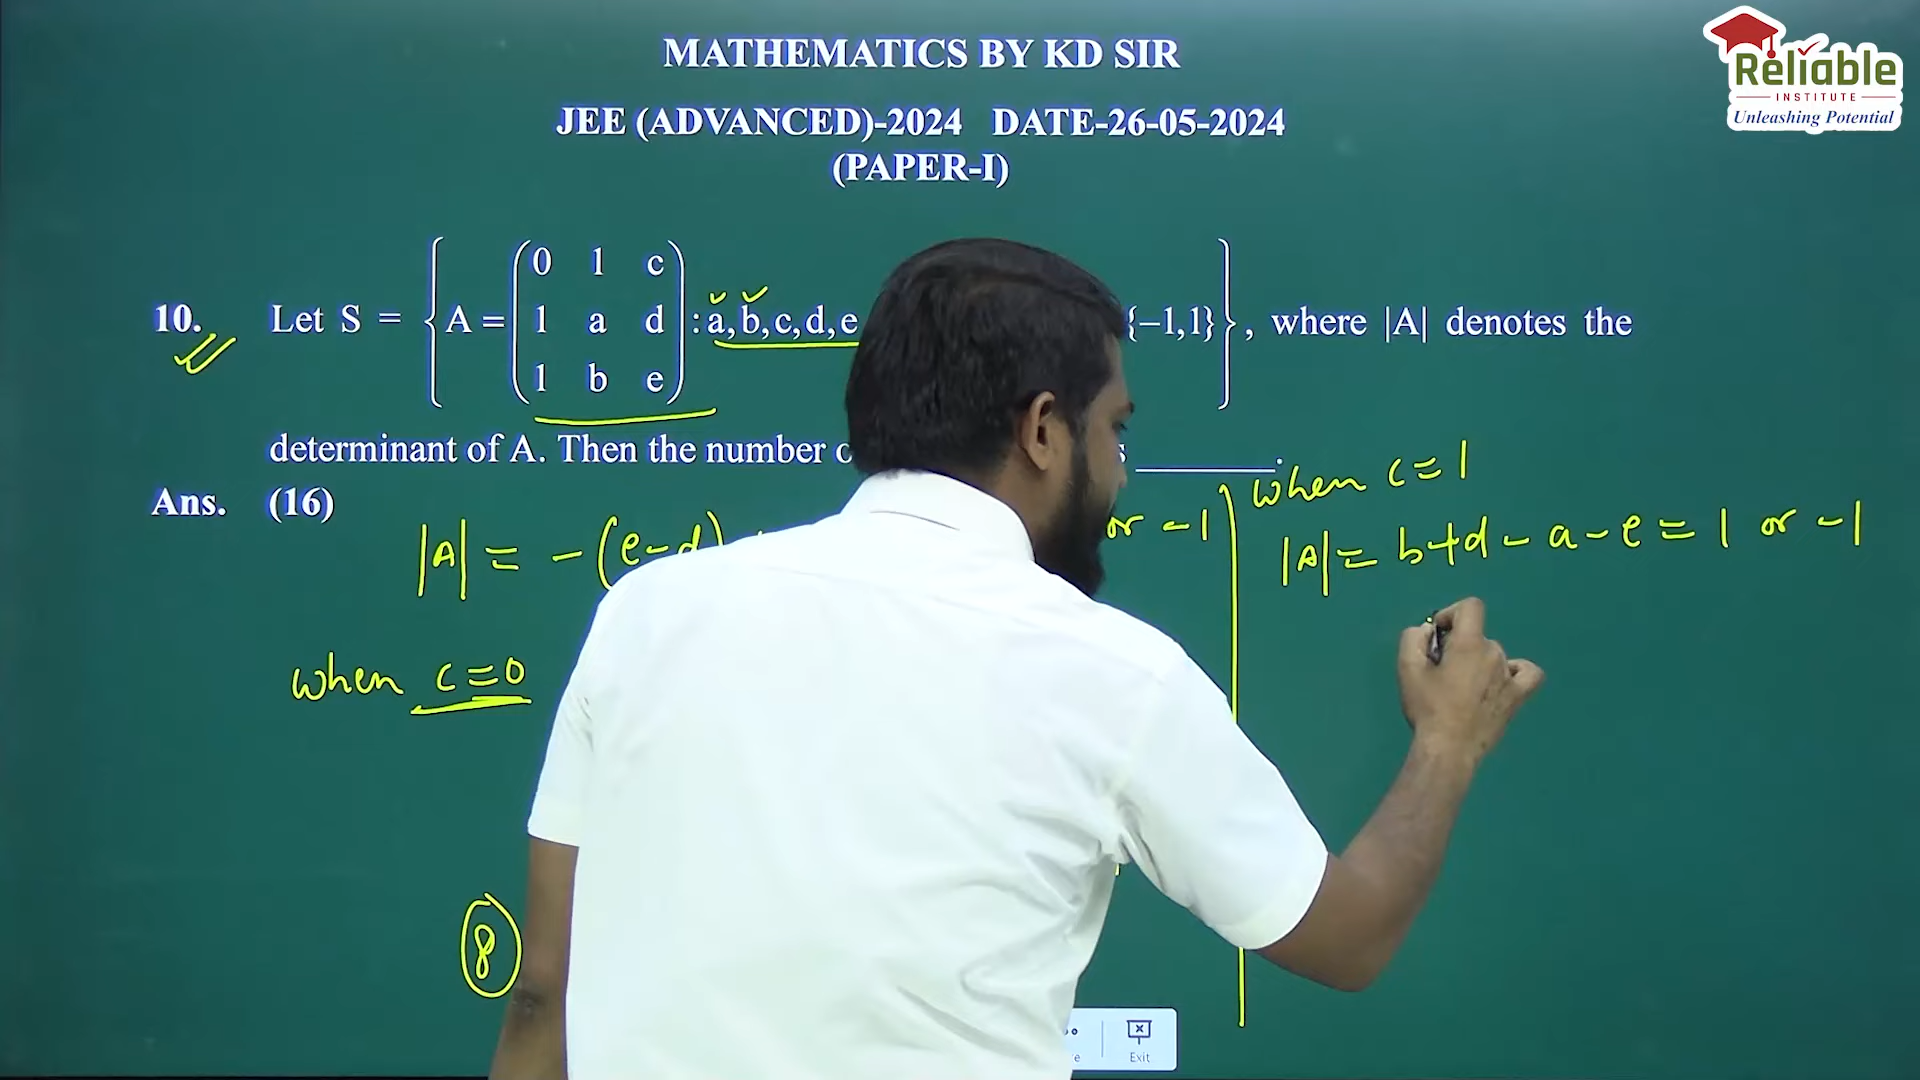 MATHEMATICS BY KD SIR
Reliable
INSTITUTE
Unleashing Potential
JEE (ADVANCED)-2024 DATE-26-05-2024
(PAPER-I)
0 1 c
10. Let S = { A = 1 a d : a,b,c,d,e {−1,1} }, where |A| denotes the
1 b e
determinant of A. Then the number
Ans. (16)
|A| = -(e-d) or -1
when c=0
8
when c=1
|A| = b+d-a-e = 1 or -1
Exit